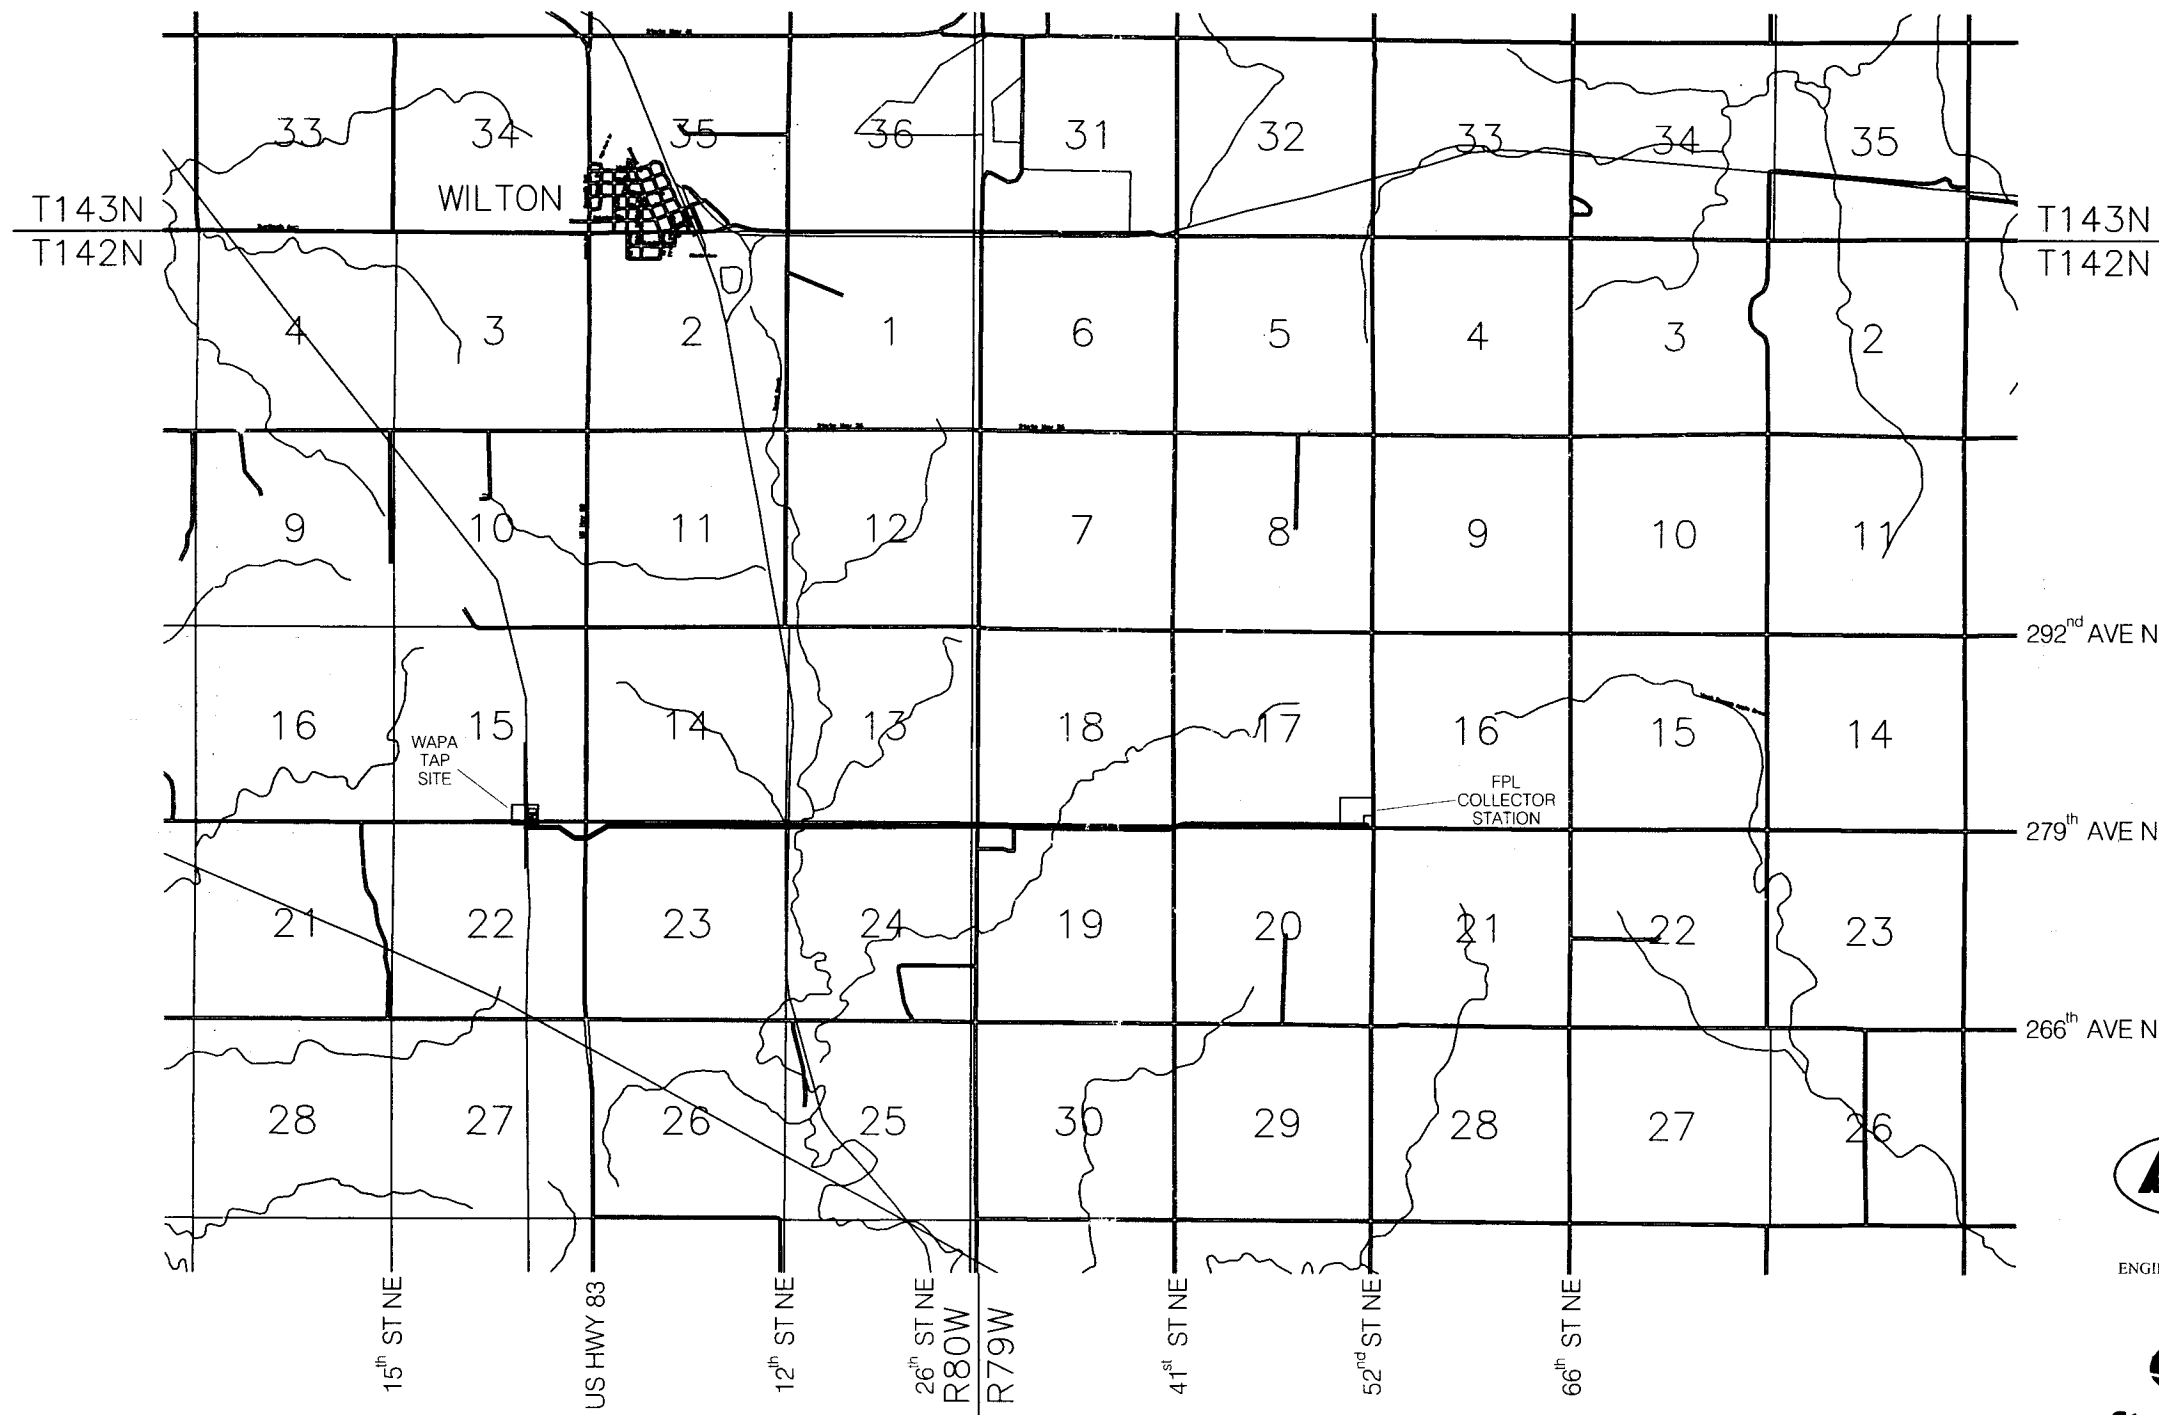 33 34 35 36 31 32 33 34 35
WILTON
T143N
T142N
T143N
T142N
4 3 2 1 6 5 4 3 2
9 10 11 12 7 8 9 10 11
292nd AVE N
16 15 14 13 18 17 16 15 14
WAPA
TAP
SITE
FPL
COLLECTOR
STATION
279th AVE N
21 22 23 24 19 20 21 22 23
266th AVE N
28 27 26 25 30 29 28 27 26
ENGI
15th ST NE
US HWY 83
12th ST NE
26th ST NE
R80W
R79W
41st ST NE
52nd ST NE
66th ST NE